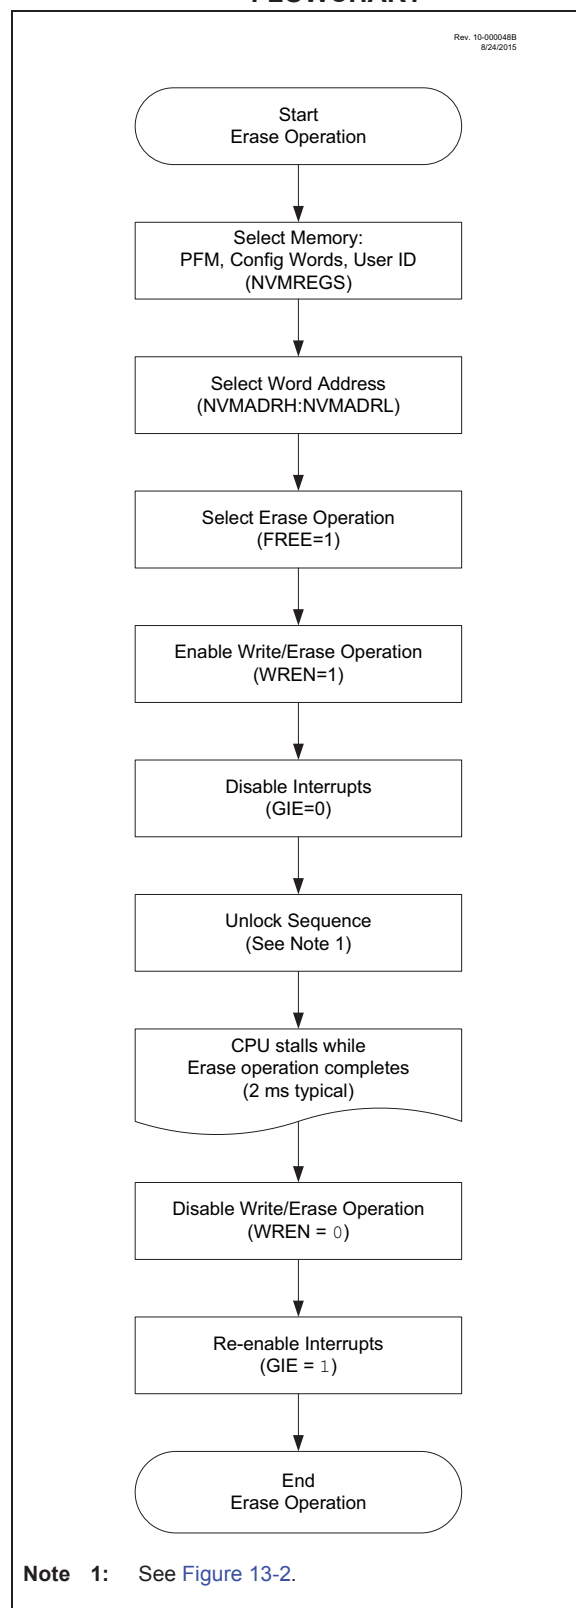 FLOWCHART
Rev. 10-000048B
8/24/2015
Start
Erase Operation
Select Memory:
PFM, Config Words, User ID
(NVMREGS)
Select Word Address
(NVMADRH:NVMADRL)
Select Erase Operation
(FREE=1)
Enable Write/Erase Operation
(WREN=1)
Disable Interrupts
(GIE=0)
Unlock Sequence
(See Note 1)
CPU stalls while
Erase operation completes
(2 ms typical)
Disable Write/Erase Operation
(WREN = 0)
Re-enable Interrupts
(GIE = 1)
End
Erase Operation
Note 1: See Figure 13-2.